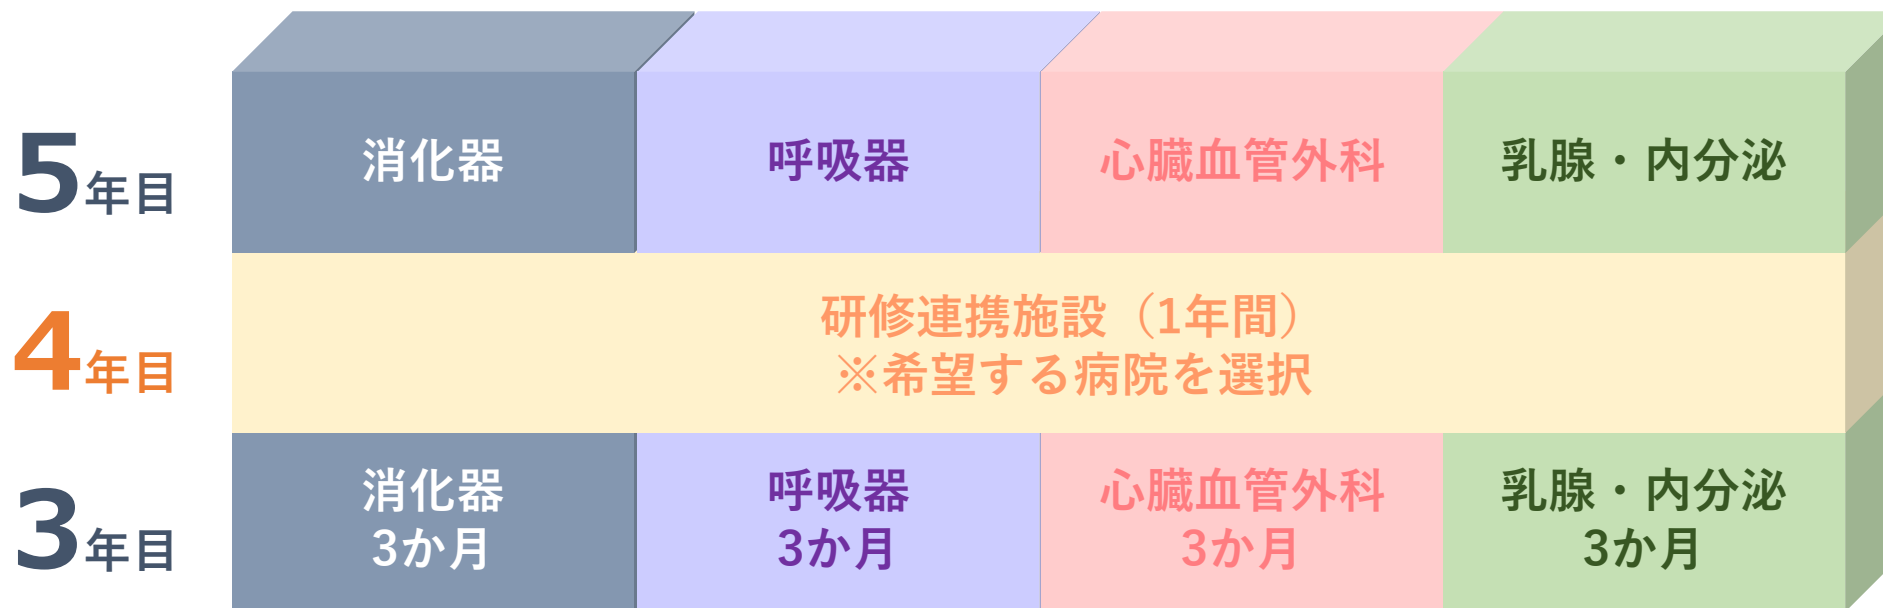 5年目
消化器
呼吸器
心臓血管外科
乳腺・内分泌
4年目
研修連携施設（1年間）
※希望する病院を選択
3年目
消化器
3か月
呼吸器
3か月
心臓血管外科
3か月
乳腺・内分泌
3か月